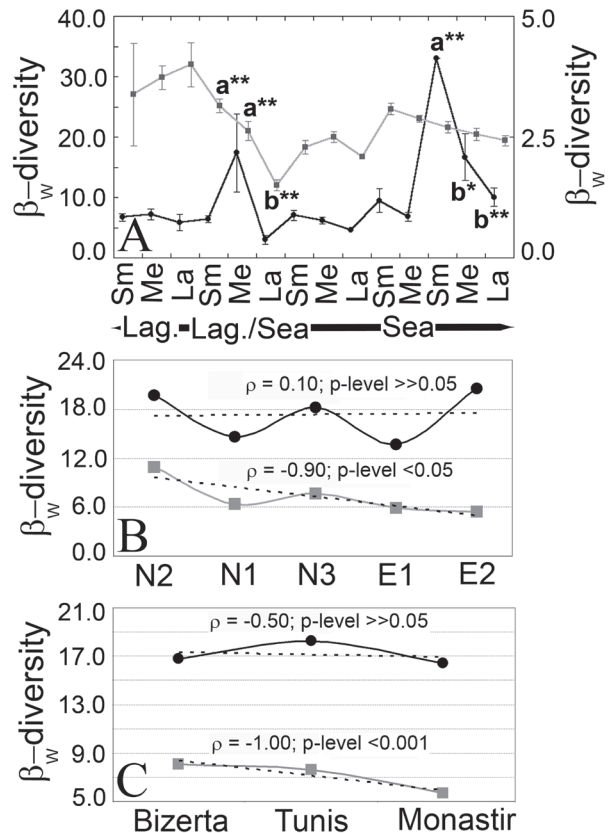 40.0
30.0
20.0
10.0
0.0
βw–diversity
5.0
2.5
0.0
βw–diversity
a**
a**
b**
a**
b*
b**
A
Sm Me La Sm Me La Sm Me La Sm Me Sm Me La
Lag. Lag./Sea Sea
24.0
18.0
12.0
6.0
0.0
βw–diversity
ρ = 0.10; p-level >>0.05
ρ = -0.90; p-level <0.05
B
N2 N1 N3 E1 E2
21.0
17.0
13.0
9.0
5.0
βw–diversity
ρ = -0.50; p-level >>0.05
ρ = -1.00; p-level <0.001
C
Bizerta Tunis Monastir